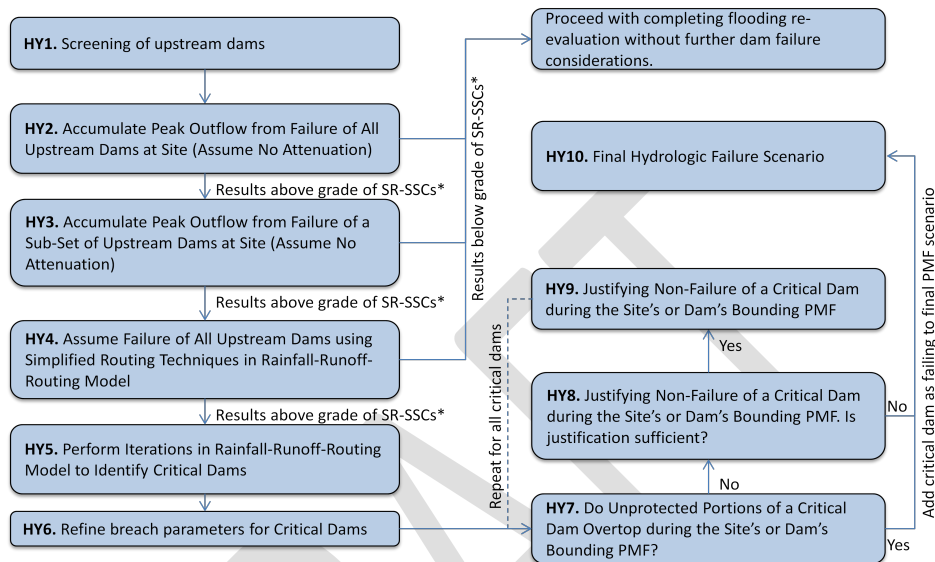 HY1. Screening of upstream dams
HY2. Accumulate Peak Outflow from Failure of All
Upstream Dams at Site (Assume No Attenuation)
Results above grade of SR-SSCs*
HY3. Accumulate Peak Outflow from Failure of a
Sub-Set of Upstream Dams at Site (Assume No
Attenuation)
Results above grade of SR-SSCs*
HY4. Assume Failure of All Upstream Dams using
Simplified Routing Techniques in Rainfall-Runoff-
Routing Model
Results above grade of SR-SSCs*
HY5. Perform Iterations in Rainfall-Runoff-Routing
Model to Identify Critical Dams
HY6. Refine breach parameters for Critical Dams
Results below grade of SR-SSCs*
Proceed with completing flooding re-
evaluation without further dam failure
considerations.
HY10. Final Hydrologic Failure Scenario
HY9. Justifying Non-Failure of a Critical Dam
during the Site's or Dam's Bounding PMF
Yes
HY8. Justifying Non-Failure of a Critical Dam
during the Site's or Dam's Bounding PMF. Is
justification sufficient?
No
No
HY7. Do Unprotected Portions of a Critical
Dam Overtop during the Site's or Dam's
Bounding PMF?
Yes
Repeat for all critical dams
Add critical dam as failing to final PMF scenario